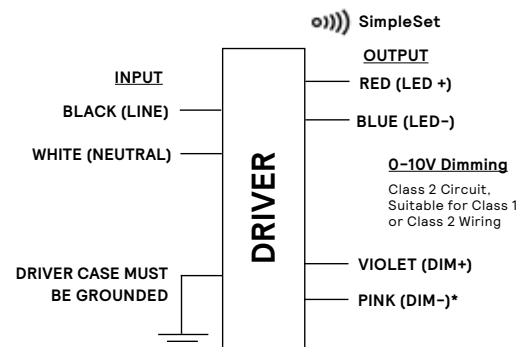 SimpleSet
INPUT
BLACK (LINE)
WHITE (NEUTRAL)
DRIVER CASE MUST
BE GROUNDED
DRIVER
OUTPUT
RED (LED +)
BLUE (LED–)
0–10V Dimming
Class 2 Circuit,
Suitable for Class 1
or Class 2 Wiring
VIOLET (DIM+)
PINK (DIM–)*